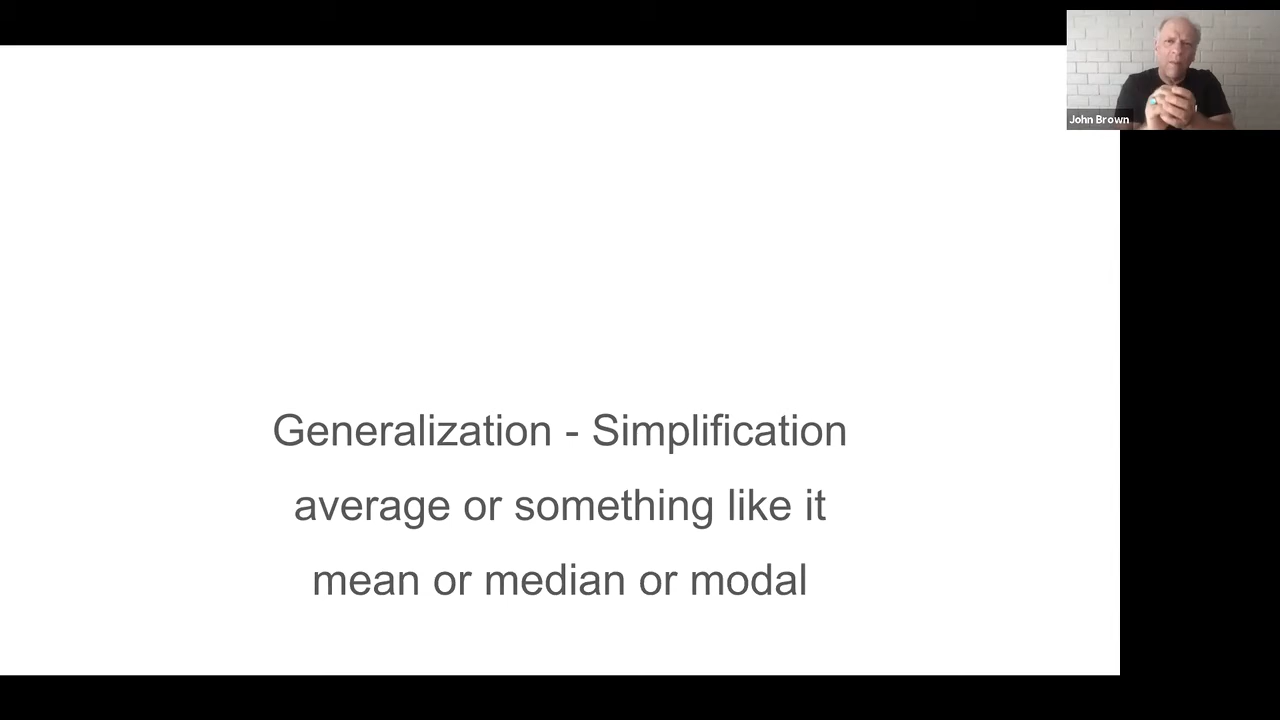 John Brown
Generalization - Simplification
average or something like it
mean or median or modal